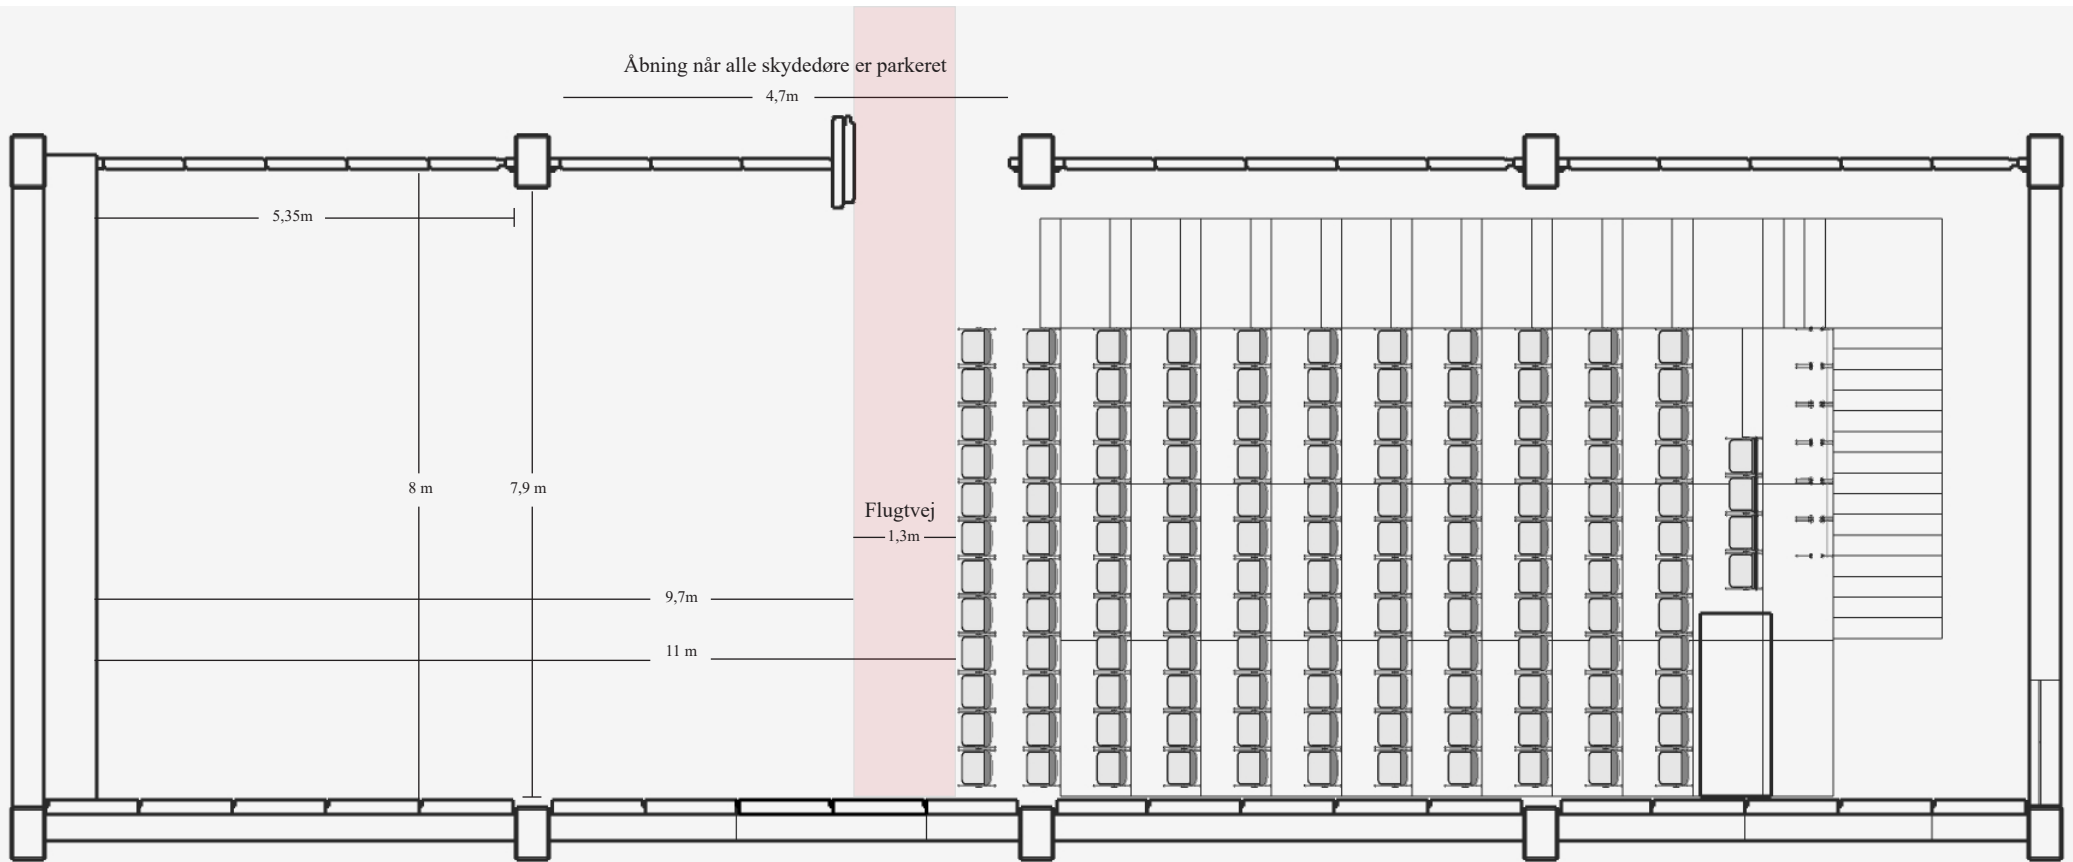 Åbning når alle skydedøre er parkeret
4,7m
5,35m
8 m
7,9 m
Flugtvej
1,3m
9,7m
11 m